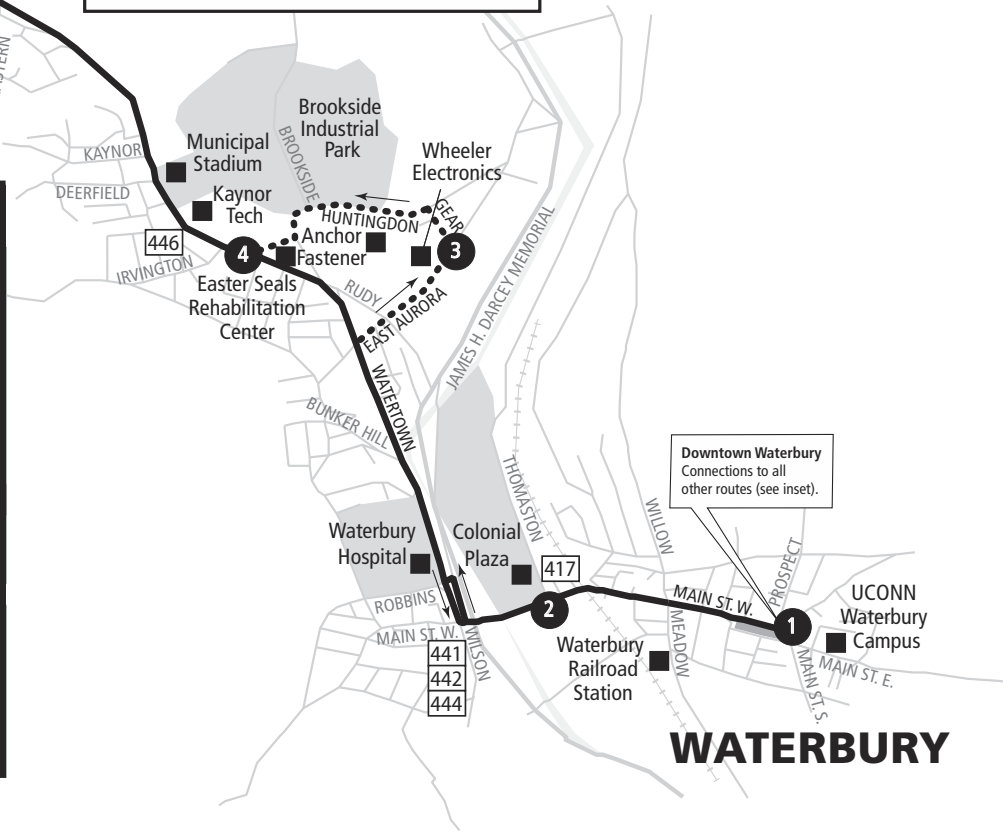 STERN
Brookside
Industrial
Park
BROOKSIDE
Municipal
Stadium
Wheeler
Electronics
KAYNOR
DEERFIELD
Kaynor
Tech
HUNTINGDON
GEAR
446
4
Anchor
Fastener
3
IRVINGTON
Easter Seals
Rehabilitation
Center
RUDY
EAST AURORA
JAMES H. DARCEY MEMORIAL
WATERTOWN
BUNKER HILL
THOMASTON
Downtown Waterbury
Connections to all
other routes (see inset).
WILLOW
PROSPECT
Waterbury
Hospital
Colonial
Plaza
417
ROBBINS
MAIN ST. W.
WILSON
2
MAIN ST. W.
1
UCONN
Waterbury
Campus
441
442
444
Waterbury
Railroad
Station
MEADOW
MAIN ST. S.
MAIN ST. E.
WATERBURY